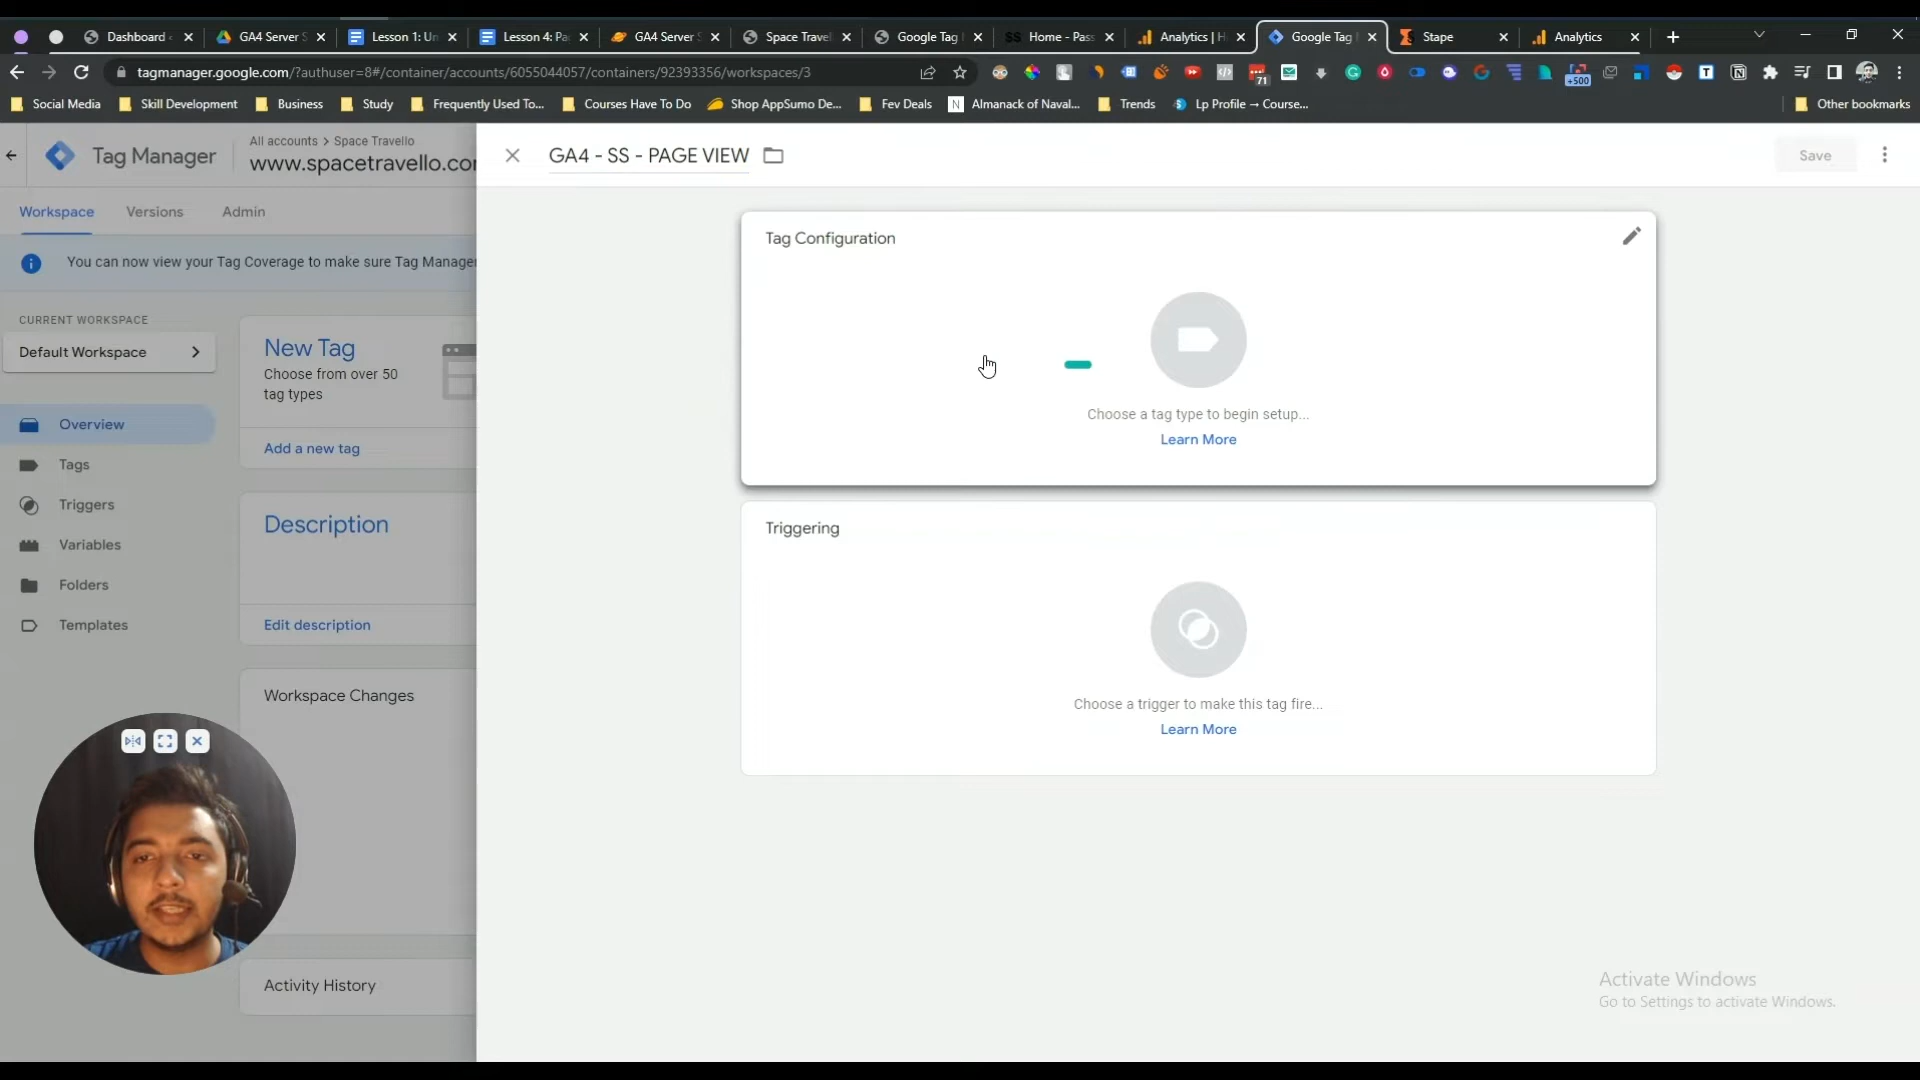 Dashboard
GA4 Server S
Lesson 1: Un
Lesson 4: Pa
GA4 Server S
Space Travel
Google Tag
SS Home - Pass
Analytics | H
Google Tag
Stape
Analytics
tagmanager.google.com/?authuser=8#/container/accounts/6055044057/containers/92393356/workspaces/3
71
+500
Social Media
Skill Development
Business
Study
Frequently Used To...
Courses Have To Do
Shop AppSumo De...
Fev Deals
N Almanack of Naval...
Trends
Lp Profile → Course...
Other bookmarks
Tag Manager
All accounts > Space Travello
www.spacetravello.com
GA4 - SS - PAGE VIEW
Save
Workspace
Versions
Admin
You can now view your Tag Coverage to make sure Tag Manager
CURRENT WORKSPACE
Default Workspace
Overview
Tags
Triggers
Variables
Folders
Templates
New Tag
Choose from over 50
tag types
Add a new tag
Description
Edit description
Workspace Changes
Activity History
Tag Configuration
Choose a tag type to begin setup...
Learn More
Triggering
Choose a trigger to make this tag fire...
Learn More
Activate Windows
Go to Settings to activate Windows.